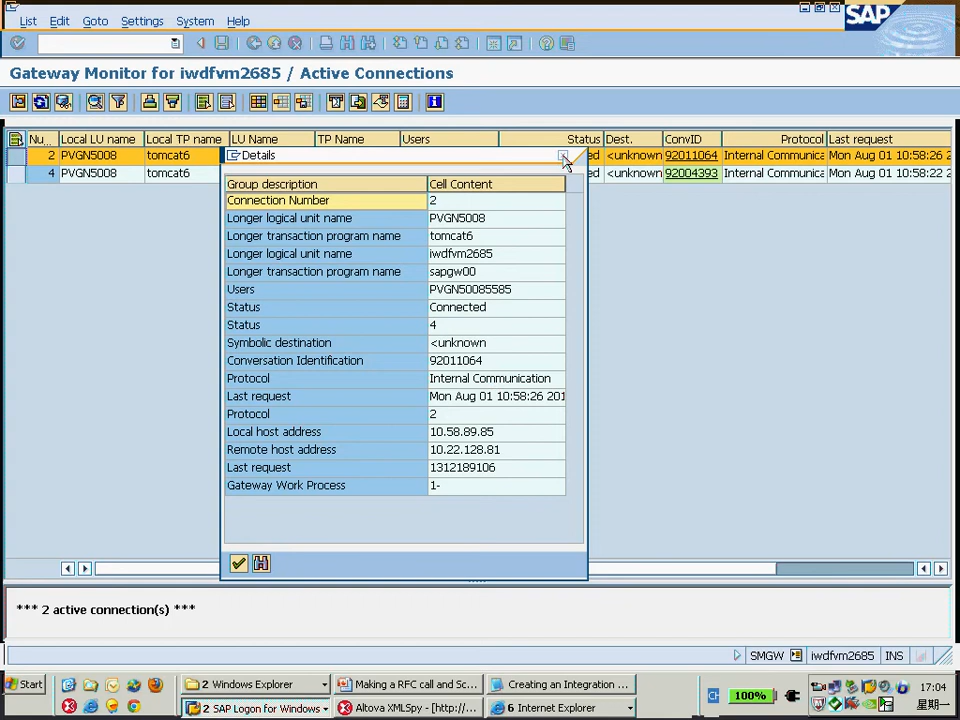 List Edit Goto Settings System Help
SAP
Gateway Monitor for iwdfvm2685 / Active Connections
Nu... Local LU name Local TP name LU Name TP Name Users Status Dest. ConvID Protocol Last request
2 PVGN5008 tomcat6 ed <unknown 92011064 Internal Communica Mon Aug 01 10:58:26 2
4 PVGN5008 tomcat6 ed <unknown 92004393 Internal Communica Mon Aug 01 10:58:22 2
Details
Group description Cell Content
Connection Number 2
Longer logical unit name PVGN5008
Longer transaction program name tomcat6
Longer logical unit name iwdfvm2685
Longer transaction program name sapgw00
Users PVGN50085585
Status Connected
Status 4
Symbolic destination <unknown
Conversation Identification 92011064
Protocol Internal Communication
Last request Mon Aug 01 10:58:26 201
Protocol 2
Local host address 10.58.89.85
Remote host address 10.22.128.81
Last request 1312189106
Gateway Work Process 1-
*** 2 active connection(s) ***
SMGW iwdfvm2685 INS
Start 2 Windows Explorer Making a RFC call and Sc... Creating an Integration ... 100% 17:04
2 SAP Logon for Windows Altova XMLSpy - [http://... 6 Internet Explorer 星期一